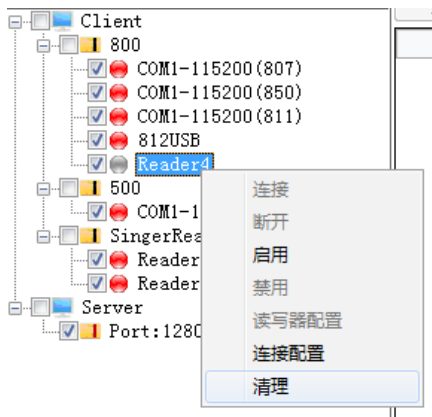 Client
800
COM1-115200(807)
COM1-115200(850)
COM1-115200(811)
812USB
Reader4
500
COM1-1
SingerRea
Reader
Reader
Server
Port:1280
连接
断开
启用
禁用
读写器配置
连接配置
清理